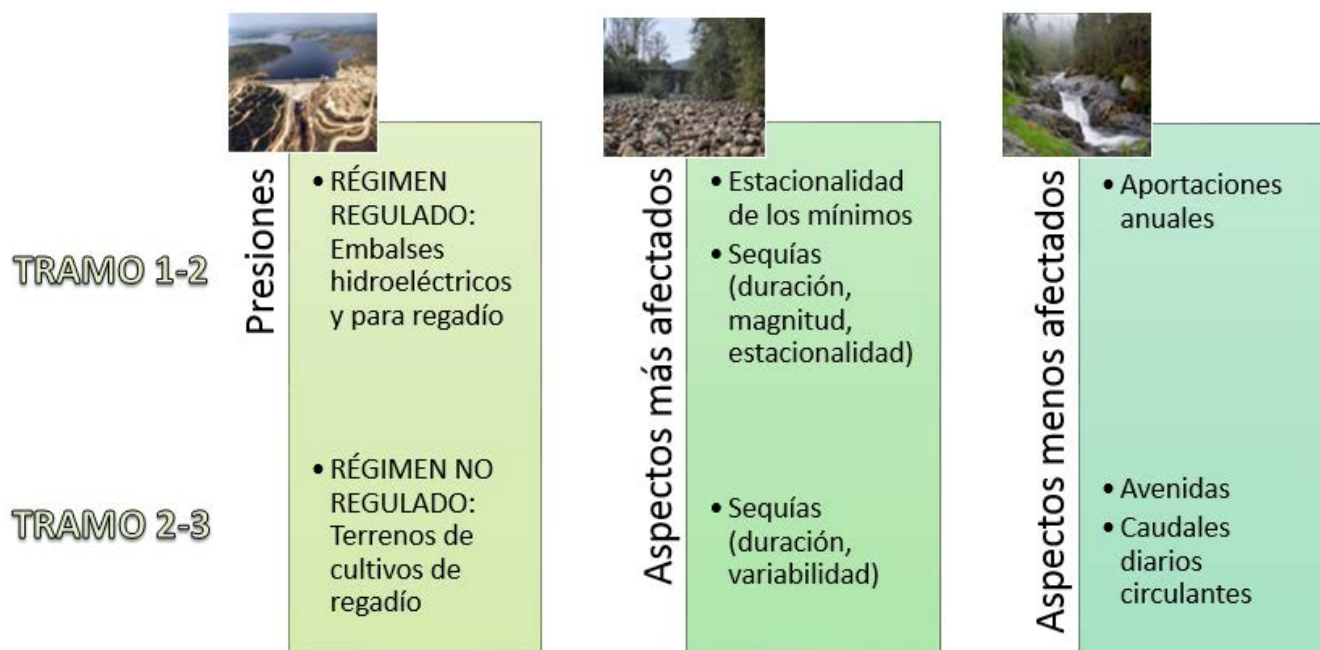 Presiones
Aspectos más afectados
Aspectos menos afectados
TRAMO 1-2
• RÉGIMEN
REGULADO:
Embalses
hidroeléctricos
y para regadío
• Estacionalidad
de los mínimos
• Sequías
(duración,
magnitud,
estacionalidad)
• Aportaciones
anuales
TRAMO 2-3
• RÉGIMEN NO
REGULADO:
Terrenos de
cultivos de
regadío
• Sequías
(duración,
variabilidad)
• Avenidas
• Caudales
diarios
circulantes